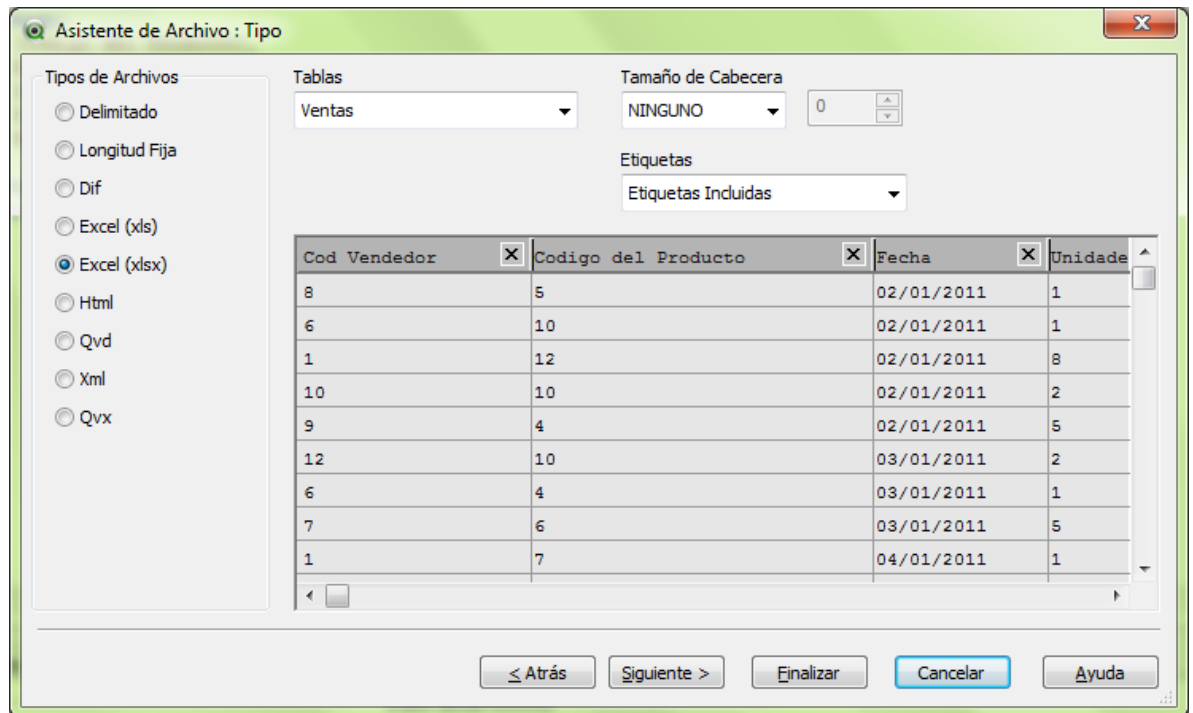 Asistente de Archivo : Tipo
Tipos de Archivos
Delimitado
Longitud Fija
Dif
Excel (xls)
Excel (xlsx)
Html
Qvd
Xml
Qvx
Tablas
Ventas
Tamaño de Cabecera
NINGUNO 0
Etiquetas
Etiquetas Incluidas
Cod Vendedor Codigo del Producto Fecha Unidade
8 5 02/01/2011 1
6 10 02/01/2011 1
1 12 02/01/2011 8
10 10 02/01/2011 2
9 4 02/01/2011 5
12 10 03/01/2011 2
6 4 03/01/2011 1
7 6 03/01/2011 5
1 7 04/01/2011 1
< Atrás Siguiente > Finalizar Cancelar Ayuda